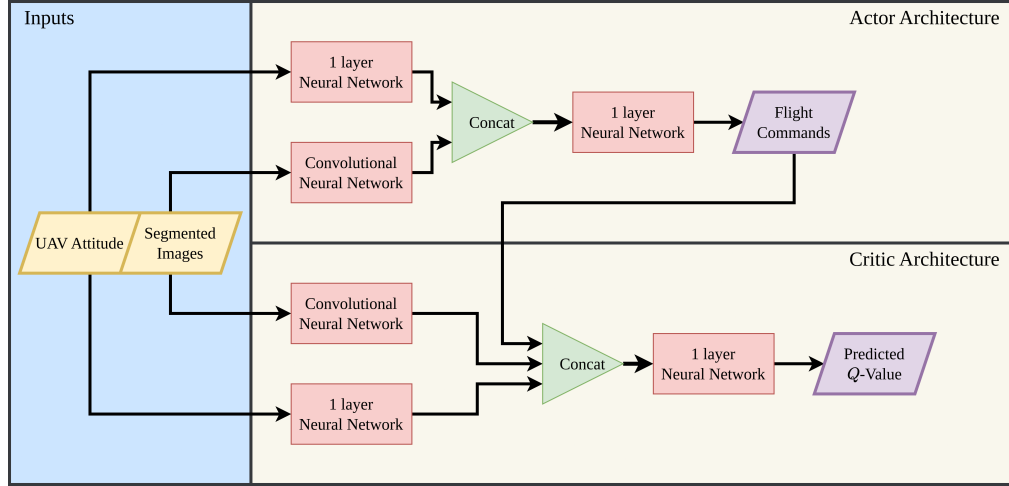 Inputs
Actor Architecture
1 layer
Neural Network
Concat
1 layer
Neural Network
Flight
Commands
Convolutional
Neural Network
UAV Attitude
Segmented
Images
Critic Architecture
Convolutional
Neural Network
Concat
1 layer
Neural Network
Predicted
Q-Value
1 layer
Neural Network